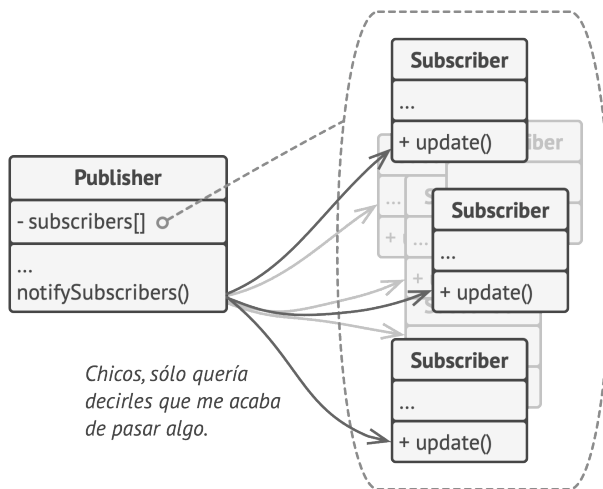 Publisher
- subscribers[]
...
notifySubscribers()
Chicos, sólo quería
decirles que me acaba
de pasar algo.
Subscriber
...
+ update()
Subscriber
...
+ update()
Subscriber
...
+ update()